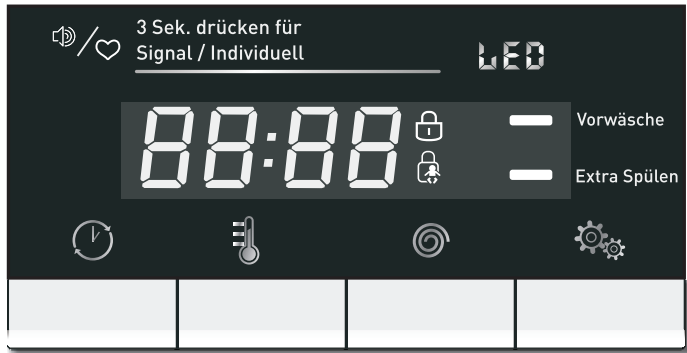 3 Sek. drücken für
Signal / Individuell
LED
88:88
Vorwäsche
Extra Spülen